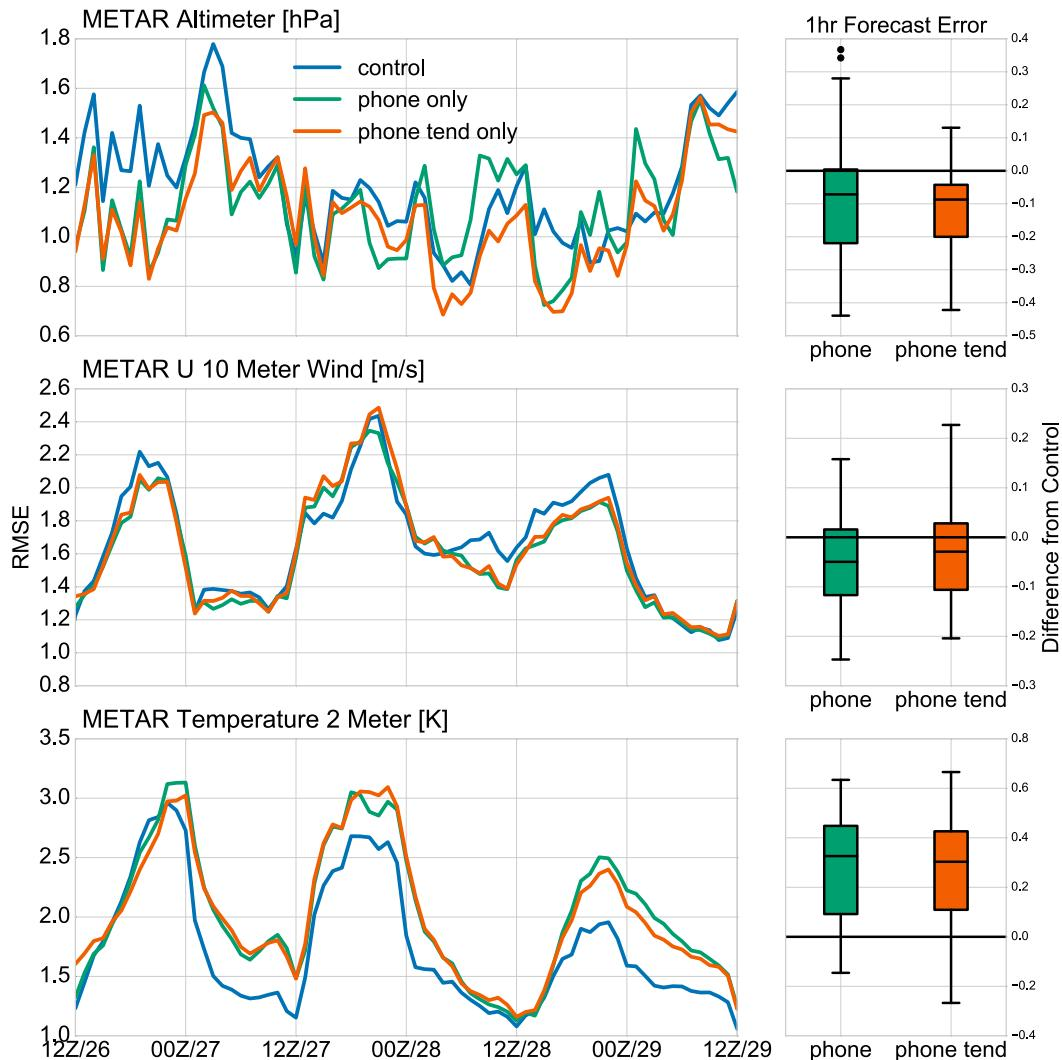 METAR Altimeter [hPa]
1hr Forecast Error
1.8
1.6
1.4
1.2
1.0
0.8
0.6
control
phone only
phone tend only
0.4
0.3
0.2
0.1
0.0
−0.1
−0.2
−0.3
−0.4
−0.5
phone
phone tend
METAR U 10 Meter Wind [m/s]
2.6
2.4
2.2
2.0
1.8
1.6
1.4
1.2
1.0
0.8
RMSE
0.3
0.2
0.1
0.0
−0.1
−0.2
−0.3
Difference from Control
phone
phone tend
METAR Temperature 2 Meter [K]
3.5
3.0
2.5
2.0
1.5
1.0
12Z/26
00Z/27
12Z/27
00Z/28
12Z/28
00Z/29
12Z/29
0.8
0.6
0.4
0.2
0.0
−0.2
−0.4
phone
phone tend